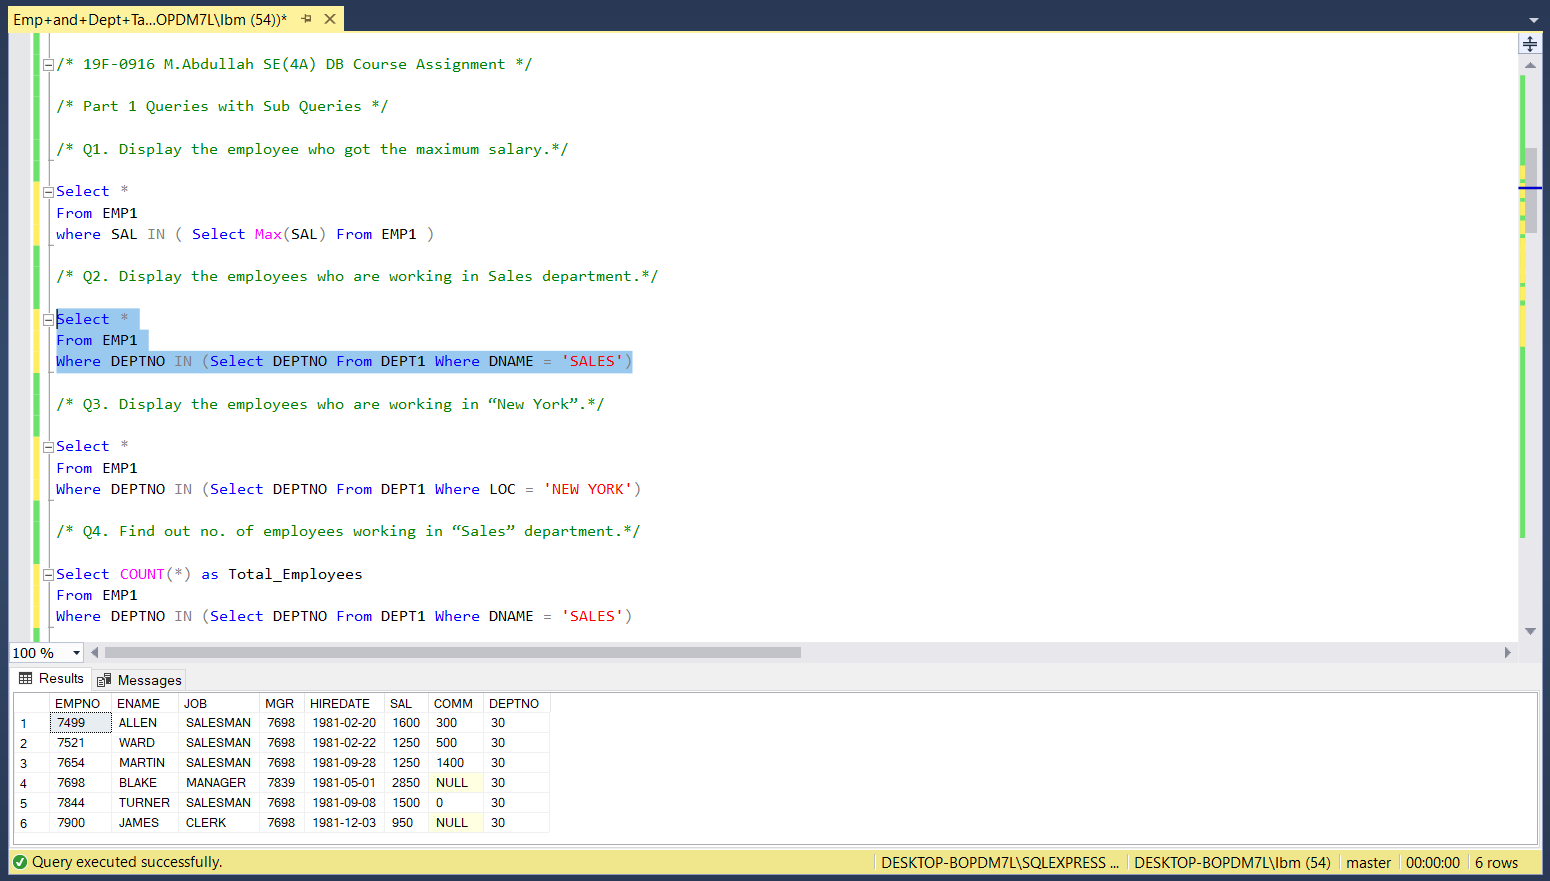 Emp+and+Dept+Ta...OPDM7L\Ibm (54))*
/* 19F-0916 M.Abdullah SE(4A) DB Course Assignment */
/* Part 1 Queries with Sub Queries */
/* Q1. Display the employee who got the maximum salary.*/
Select *
From EMP1
where SAL IN ( Select Max(SAL) From EMP1 )
/* Q2. Display the employees who are working in Sales department.*/
Select *
From EMP1
Where DEPTNO IN (Select DEPTNO From DEPT1 Where DNAME = 'SALES')
/* Q3. Display the employees who are working in “New York”.*/
Select *
From EMP1
Where DEPTNO IN (Select DEPTNO From DEPT1 Where LOC = 'NEW YORK')
/* Q4. Find out no. of employees working in “Sales” department.*/
Select COUNT(*) as Total_Employees
From EMP1
Where DEPTNO IN (Select DEPTNO From DEPT1 Where DNAME = 'SALES')
100 %
Results Messages
EMPNO ENAME JOB MGR HIREDATE SAL COMM DEPTNO
1 7499 ALLEN SALESMAN 7698 1981-02-20 1600 300 30
2 7521 WARD SALESMAN 7698 1981-02-22 1250 500 30
3 7654 MARTIN SALESMAN 7698 1981-09-28 1250 1400 30
4 7698 BLAKE MANAGER 7839 1981-05-01 2850 NULL 30
5 7844 TURNER SALESMAN 7698 1981-09-08 1500 0 30
6 7900 JAMES CLERK 7698 1981-12-03 950 NULL 30
Query executed successfully. DESKTOP-BOPDM7L\SQLEXPRESS ... DESKTOP-BOPDM7L\Ibm (54) master 00:00:00 6 rows